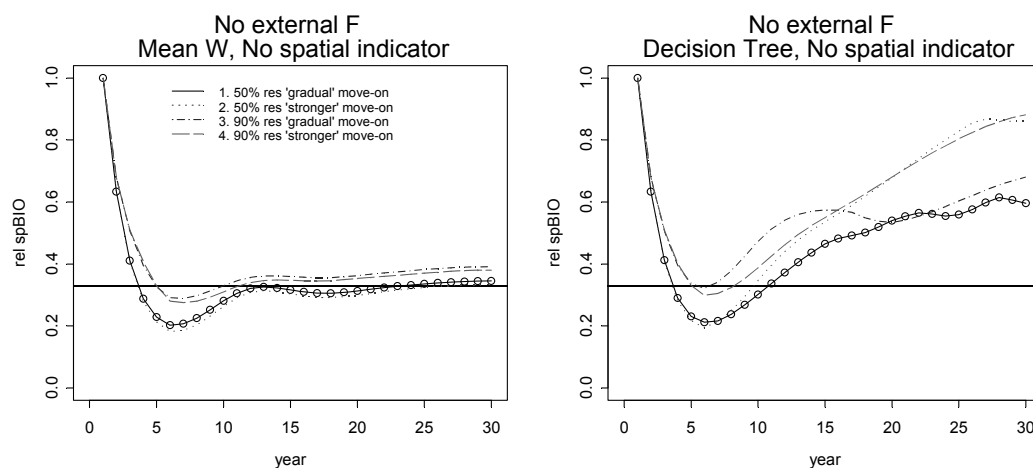 No external F
Mean W, No spatial indicator
rel spBIO
1.0
0.8
0.6
0.4
0.2
0.0
1. 50% res 'gradual' move-on
2. 50% res 'stronger' move-on
3. 90% res 'gradual' move-on
4. 90% res 'stronger' move-on
0 5 10 15 20 25 30
year
No external F
Decision Tree, No spatial indicator
rel spBIO
1.0
0.8
0.6
0.4
0.2
0.0
0 5 10 15 20 25 30
year